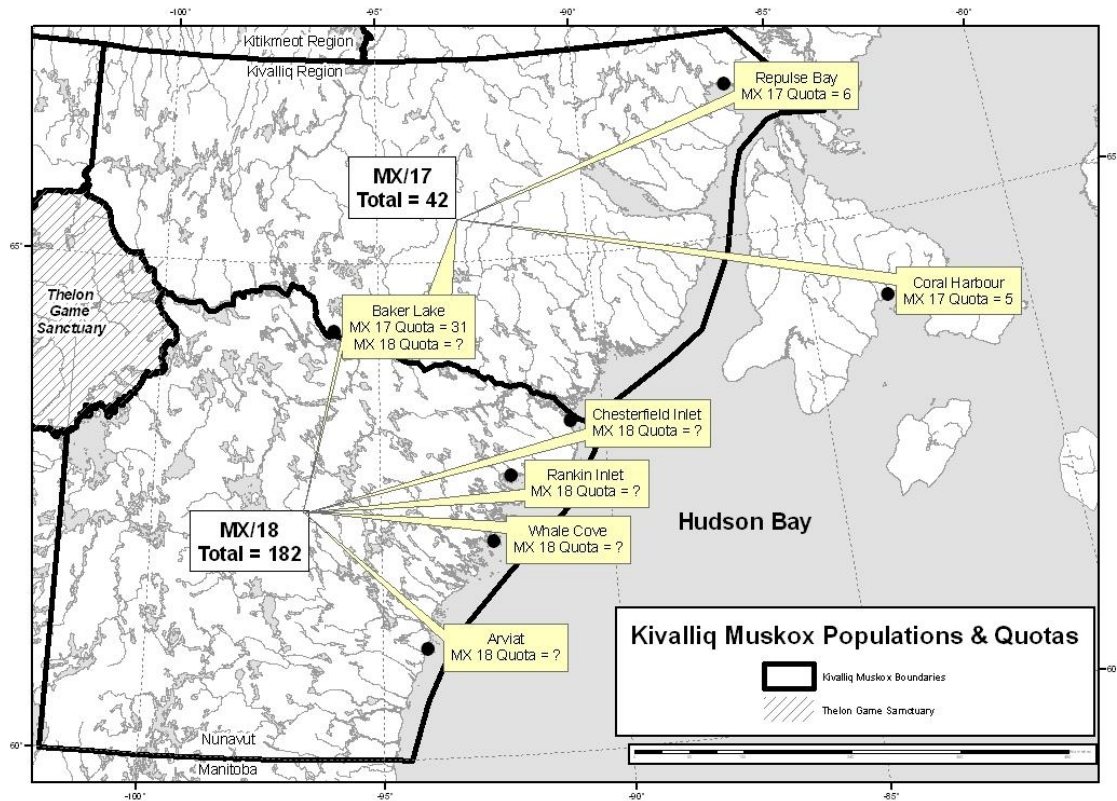 -100°
-95°
-90°
-85°
-80°
Kitikmeot Region
Kivalliq Region
Repulse Bay
MX 17 Quota = 6
65°
MX/17
Total = 42
65°
Coral Harbour
MX 17 Quota = 5
Thelon
Game
Sanctuary
Baker Lake
MX 17 Quota = 31
MX 18 Quota = ?
Chesterfield Inlet
MX 18 Quota = ?
Rankin Inlet
MX 18 Quota = ?
MX/18
Total = 182
Whale Cove
MX 18 Quota = ?
Hudson Bay
Arviat
MX 18 Quota = ?
Kivalliq Muskox Populations & Quotas
Kivalliq Muskox Boundaries
Thelon Game Samctuary
60°
60°
Nunavut
Manitoba
-100°
-95°
-90°
-85°